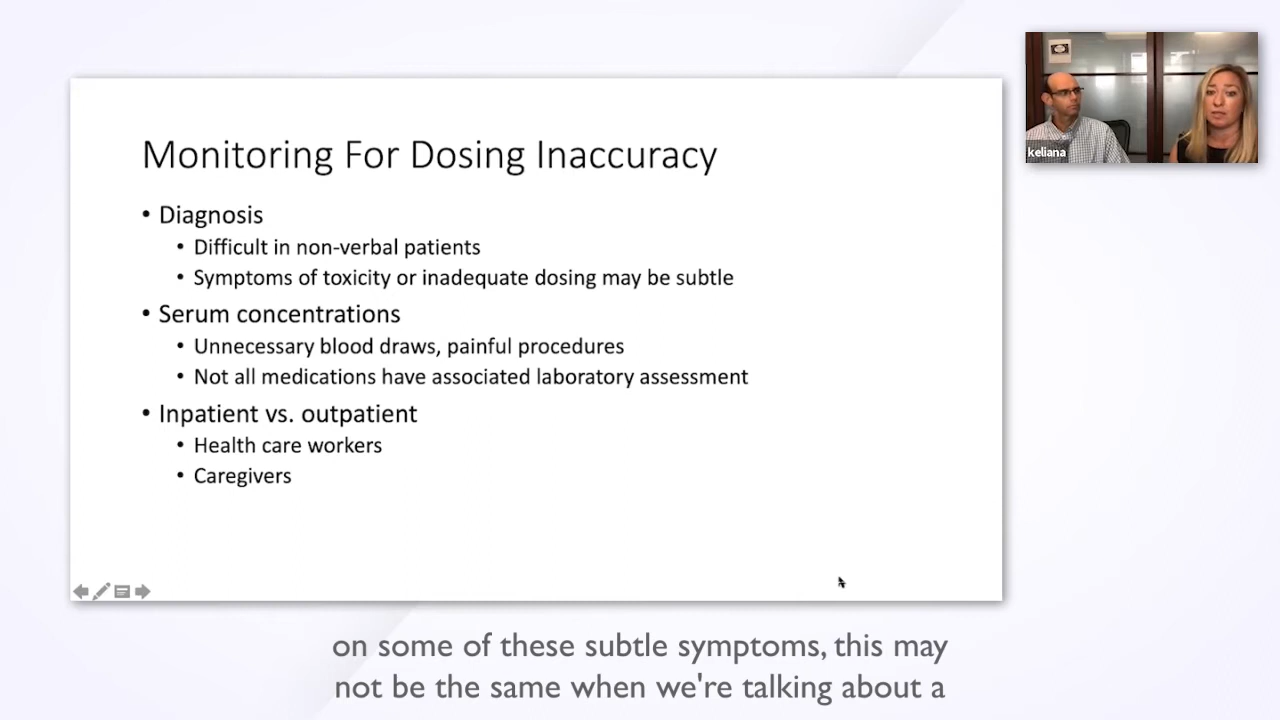 Monitoring For Dosing Inaccuracy
• Diagnosis
• Difficult in non-verbal patients
• Symptoms of toxicity or inadequate dosing may be subtle
• Serum concentrations
• Unnecessary blood draws, painful procedures
• Not all medications have associated laboratory assessment
• Inpatient vs. outpatient
• Health care workers
• Caregivers
keliana
on some of these subtle symptoms, this may
not be the same when we're talking about a